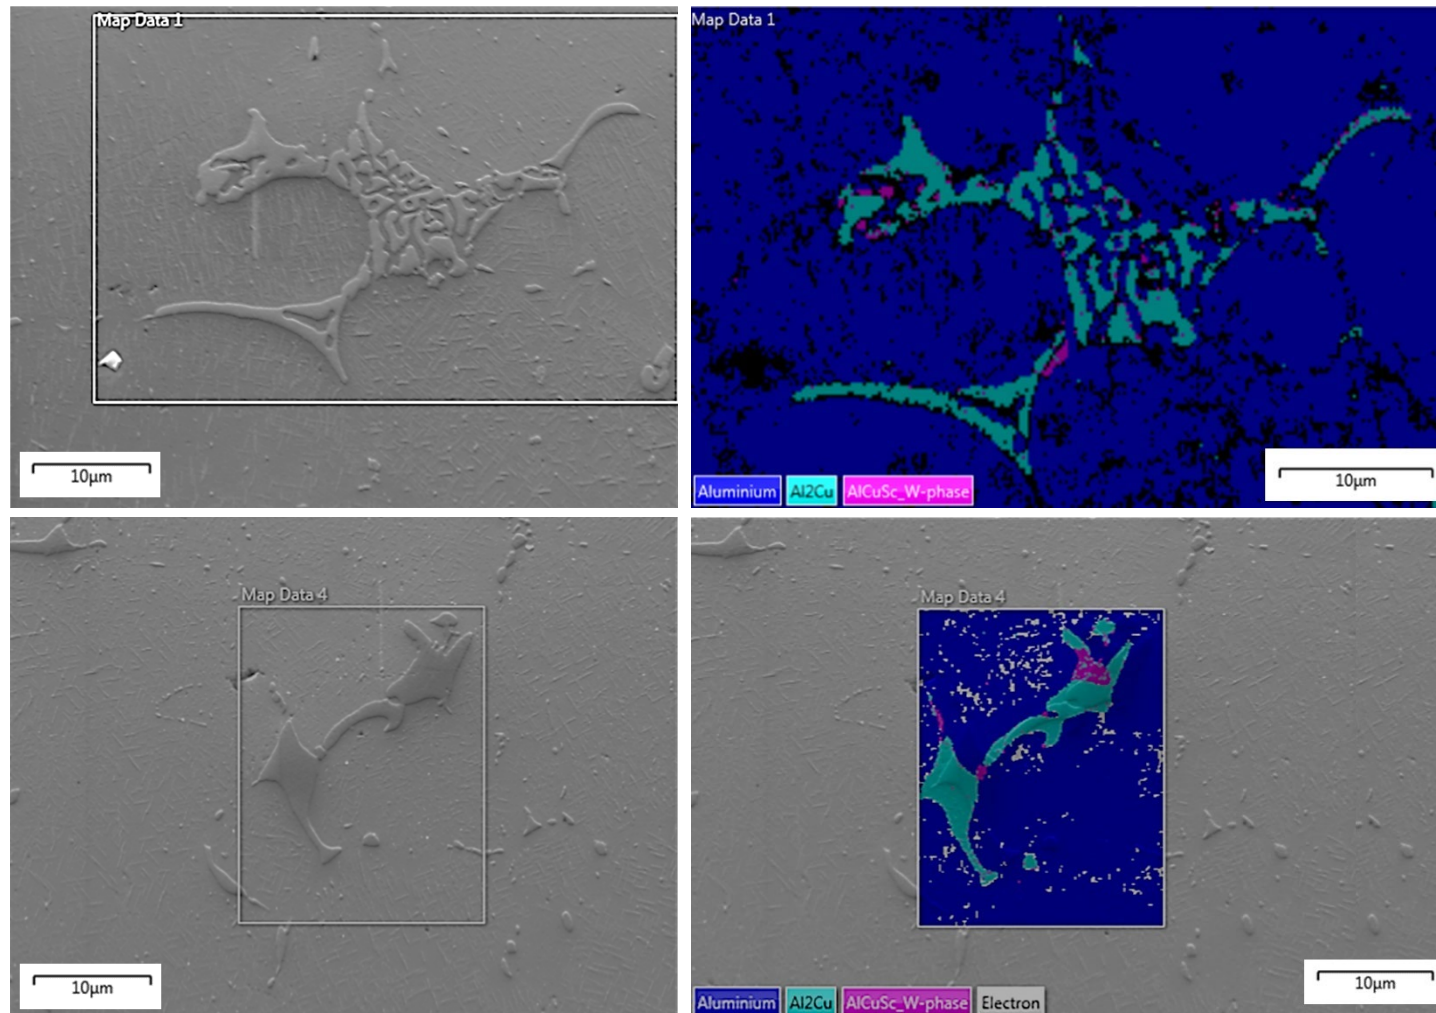 Map Data 1
10µm
Map Data 1
Aluminium Al2Cu AlCuSc_W-phase
10µm
Map Data 4
10µm
Map Data 4
Aluminium Al2Cu AlCuSc_W-phase Electron
10µm